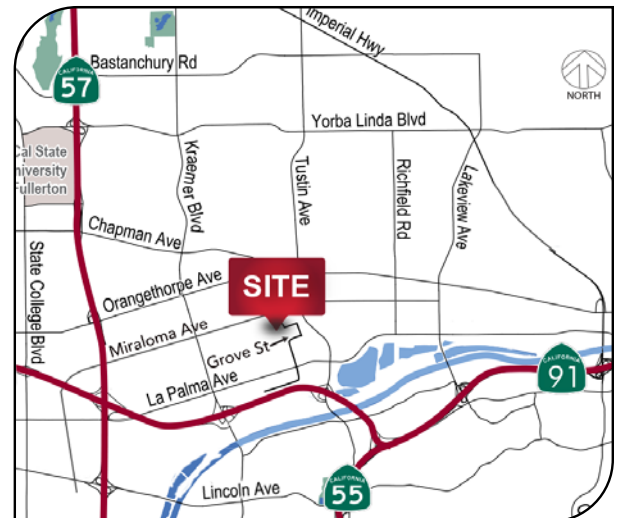 Imperial Hwy
Bastanchury Rd
CALIFORNIA
57
NORTH
Yorba Linda Blvd
Cal State
University
Fullerton
Kraemer Blvd
Tustin Ave
Richfield Rd
Lakeview Ave
Chapman Ave
State College Blvd
Orangethorpe Ave
SITE
Miraloma Ave
Grove St
La Palma Ave
CALIFORNIA
91
CALIFORNIA
55
Lincoln Ave